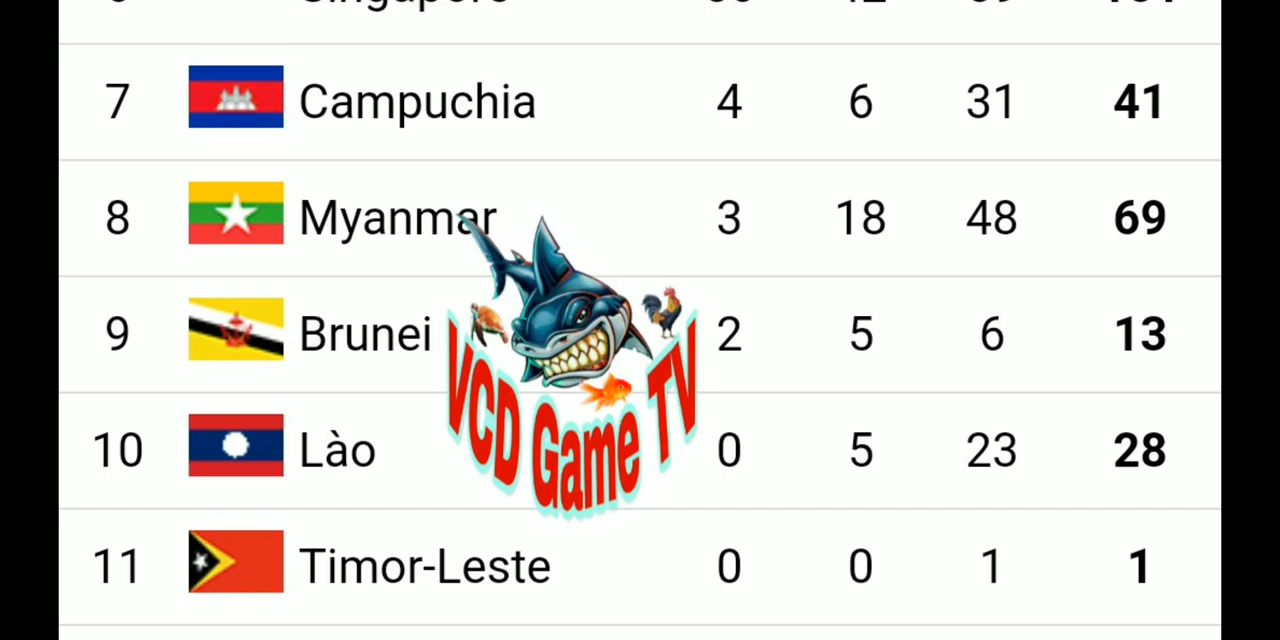 Singapore
7 Campuchia 4 6 31 41
8 Myanmar 3 18 48 69
9 Brunei 2 5 6 13
10 Lào 0 5 23 28
11 Timor-Leste 0 0 1 1
VCD Game TV